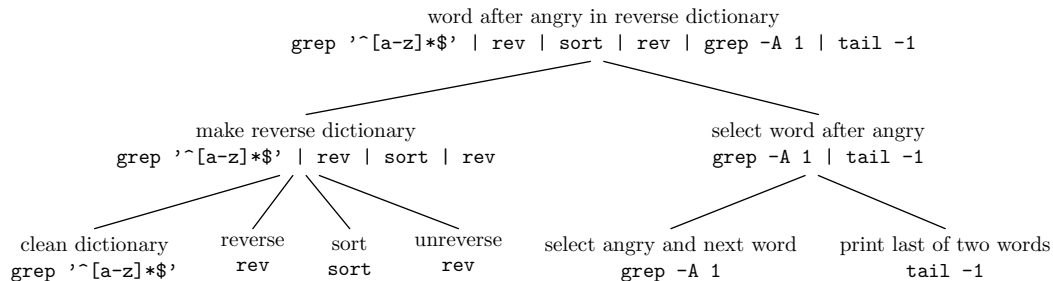 word after angry in reverse dictionary
grep '^[a-z]*$' | rev | sort | rev | grep -A 1 | tail -1
make reverse dictionary
grep '^[a-z]*$' | rev | sort | rev
select word after angry
grep -A 1 | tail -1
clean dictionary
grep '^[a-z]*$'
reverse
rev
sort
sort
unreverse
rev
select angry and next word
grep -A 1
print last of two words
tail -1